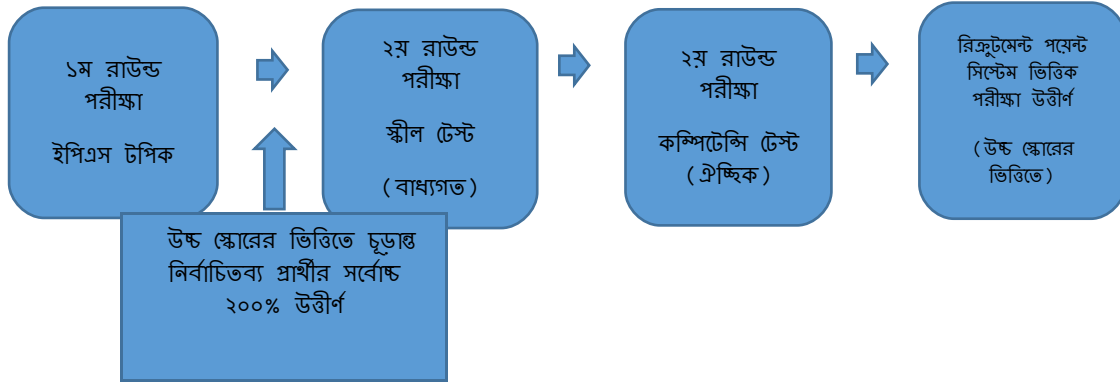 ১ম রাউন্ড
পরীক্ষা
ইপিএস টপিক
২য় রাউন্ড
পরীক্ষা
স্কীল টেস্ট
(বাধ্যগত)
২য় রাউন্ড
পরীক্ষা
কম্পিটেন্সি টেস্ট
(ঐচ্ছিক)
রিক্রুটমেন্ট পয়েন্ট
সিস্টেম ভিত্তিক
পরীক্ষা উত্তীর্ণ
(উচ্চ স্কোরের
ভিত্তিতে)
উচ্চ স্কোরের ভিত্তিতে চূড়ান্ত
নির্বাচিতব্য প্রার্থীর সর্বোচ্চ
২০০% উত্তীর্ণ